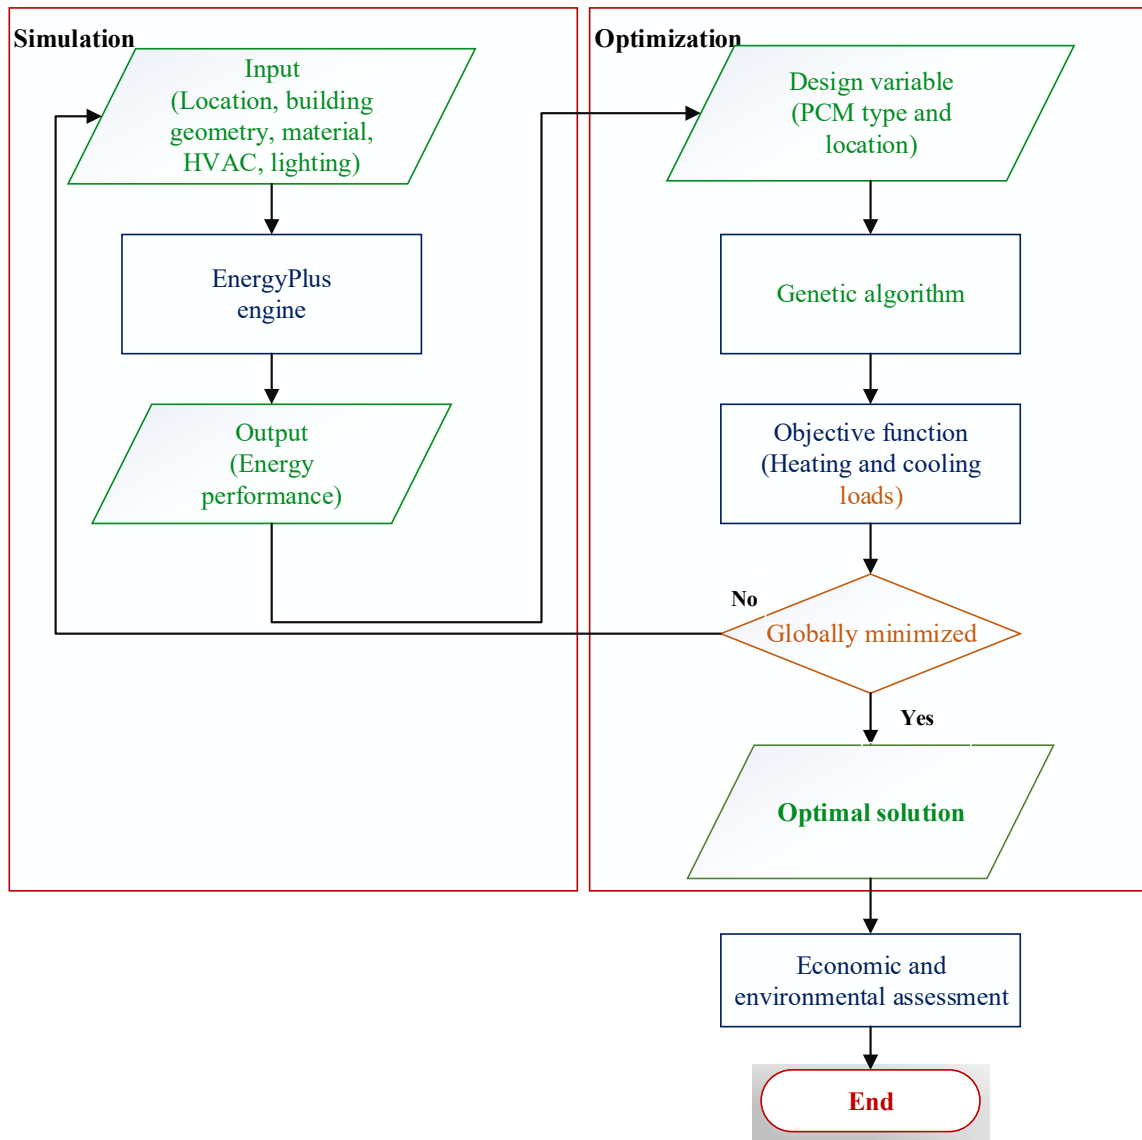 Simulation
Input
(Location, building
geometry, material,
HVAC, lighting)
EnergyPlus
engine
Output
(Energy
performance)
Optimization
Design variable
(PCM type and
location)
Genetic algorithm
Objective function
(Heating and cooling
loads)
No
Globally minimized
Yes
Optimal solution
Economic and
environmental assessment
End